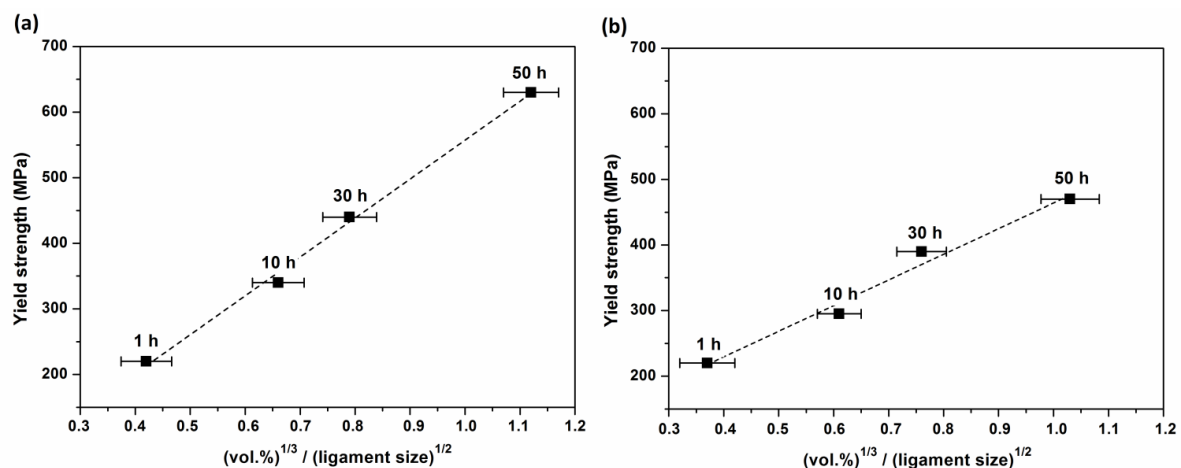 (a)
700
600
500
400
300
200
Yield strength (MPa)
50 h
30 h
10 h
1 h
0.3 0.4 0.5 0.6 0.7 0.8 0.9 1.0 1.1 1.2
(vol.%)^1/3 / (ligament size)^1/2
(b)
700
600
500
400
300
200
Yield strength (MPa)
50 h
30 h
10 h
1 h
0.3 0.4 0.5 0.6 0.7 0.8 0.9 1.0 1.1 1.2
(vol.%)^1/3 / (ligament size)^1/2